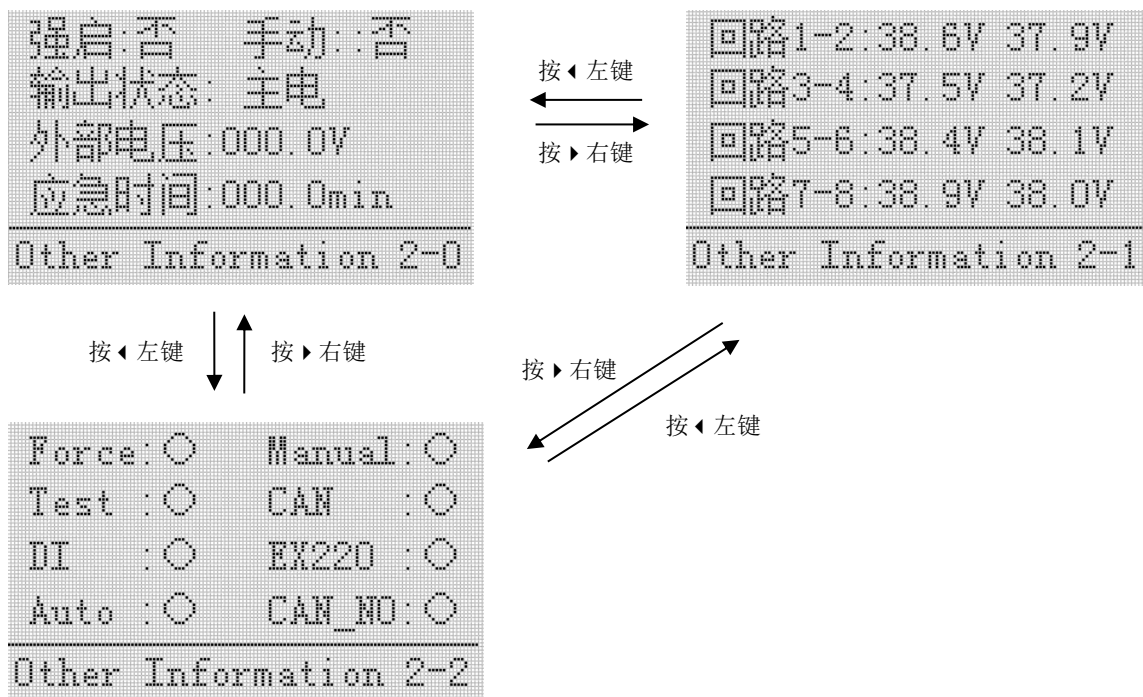 强启:否 手动::否
输出状态: 主电
外部电压:000.0V
应急时间:000.0min
Other Information 2-0
按◀左键
按▶右键
回路1-2:38.6V 37.9V
回路3-4:37.5V 37.2V
回路5-6:38.4V 38.1V
回路7-8:38.9V 38.0V
Other Information 2-1
按◀左键
按▶右键
按▶右键
按◀左键
Force:○ Manual:○
Test :○ CAN :○
DI :○ EX220 :○
Auto :○ CAN_NO:○
Other Information 2-2